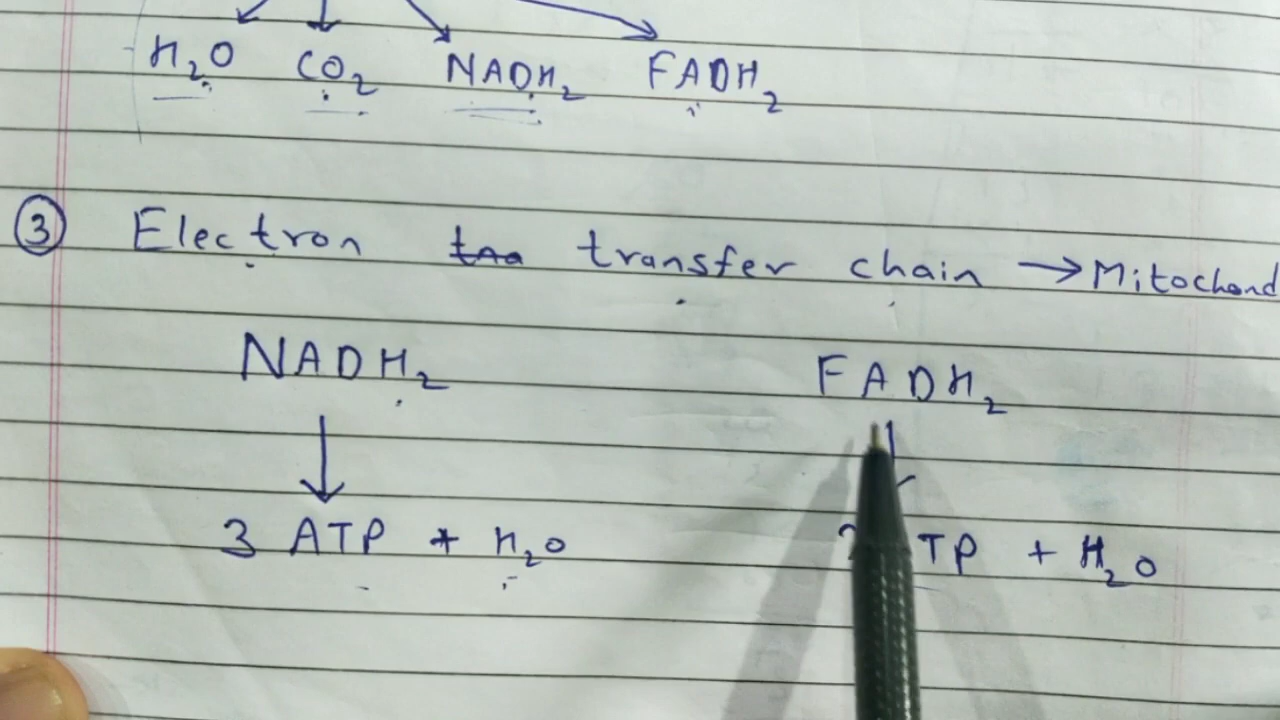 H₂O CO₂ NADH₂ FADH₂
③ Electron transfer chain → Mitochond
NADH₂ FADH₂
3 ATP + H₂O TP + H₂O